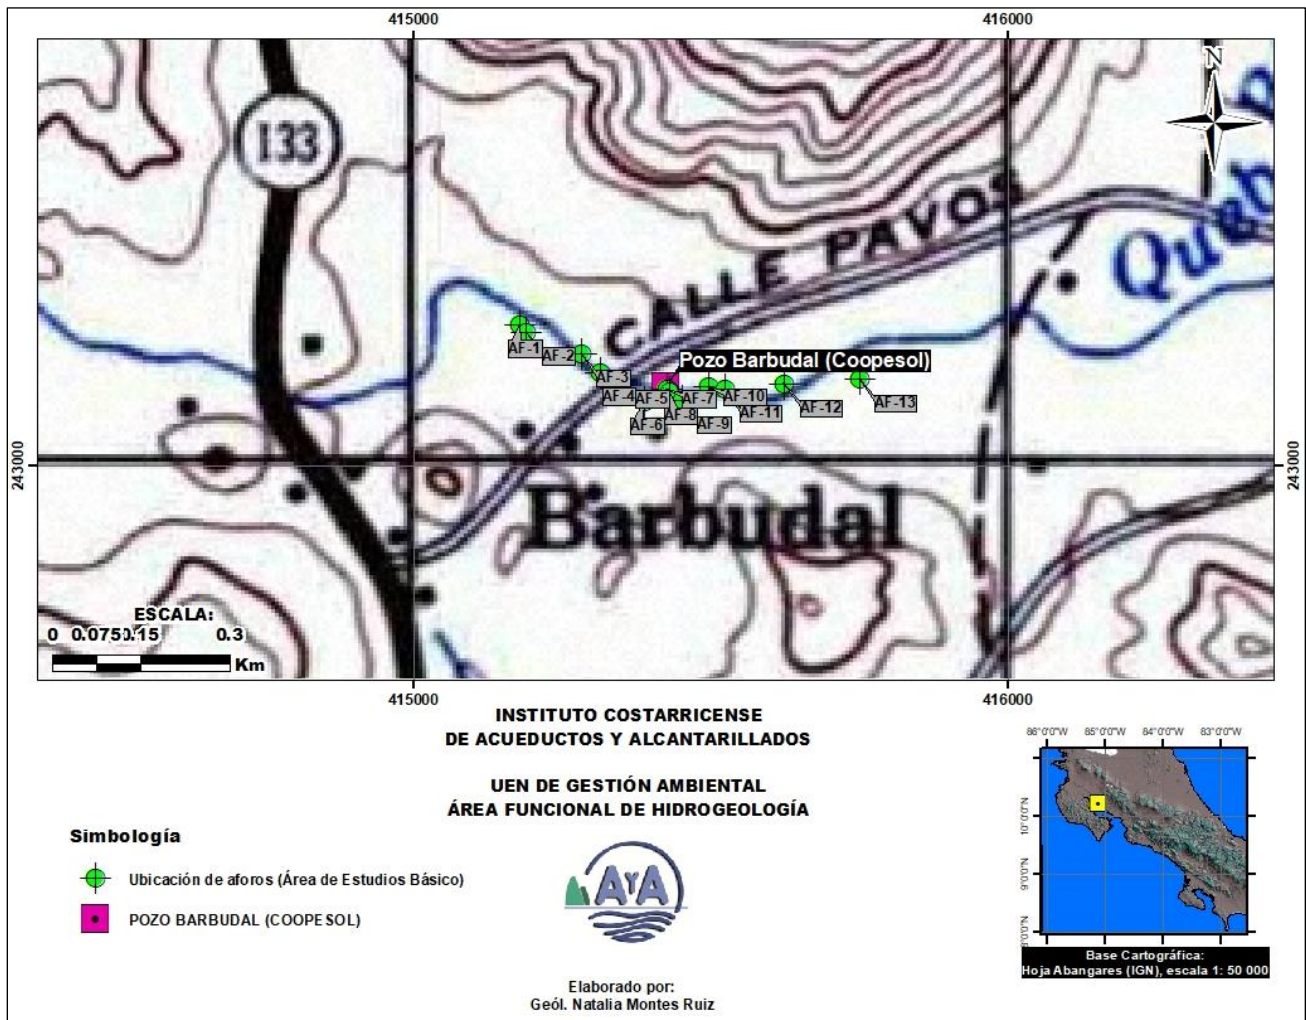 415000
416000
N
133
CALLE PAVOS
Queb
Pozo Barbudal (Coopesol)
AF-1
AF-2
AF-3
AF-4
AF-5
AF-7
AF-10
AF-12
AF-13
AF-6
AF-8
AF-9
AF-11
243000
243000
Barbudal
ESCALA:
0 0.075 0.15 0.3
Km
415000
416000
INSTITUTO COSTARRICENSE
DE ACUEDUCTOS Y ALCANTARILLADOS
UEN DE GESTIÓN AMBIENTAL
ÁREA FUNCIONAL DE HIDROGEOLOGÍA
Simbología
Ubicación de aforos (Área de Estudios Básico)
POZO BARBUDAL (COOPESOL)
AYA
Elaborado por:
Geól. Natalia Montes Ruiz
86°0'0"W 85°0'0"W 84°0'0"W 83°0'0"W
10°0'0"N
9°0'0"N
8°0'0"N
Base Cartográfica:
Hoja Abangares (IGN), escala 1: 50 000